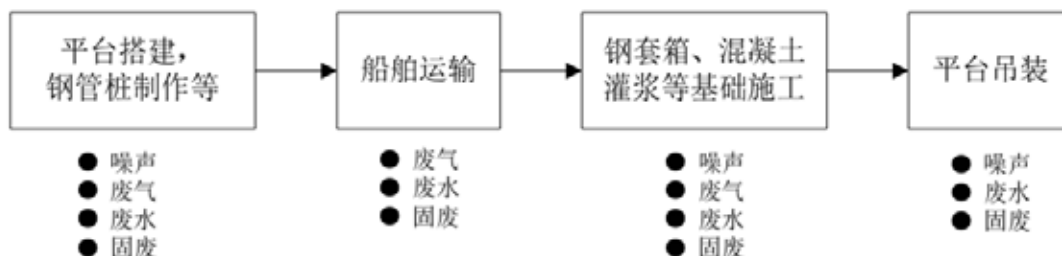 平台搭建，
钢管桩制作等
船舶运输
钢套箱、混凝土
灌浆等基础施工
平台吊装
● 噪声
● 废气
● 废水
● 固废
● 废气
● 废水
● 固废
● 噪声
● 废气
● 废水
● 固废
● 噪声
● 废水
● 固废